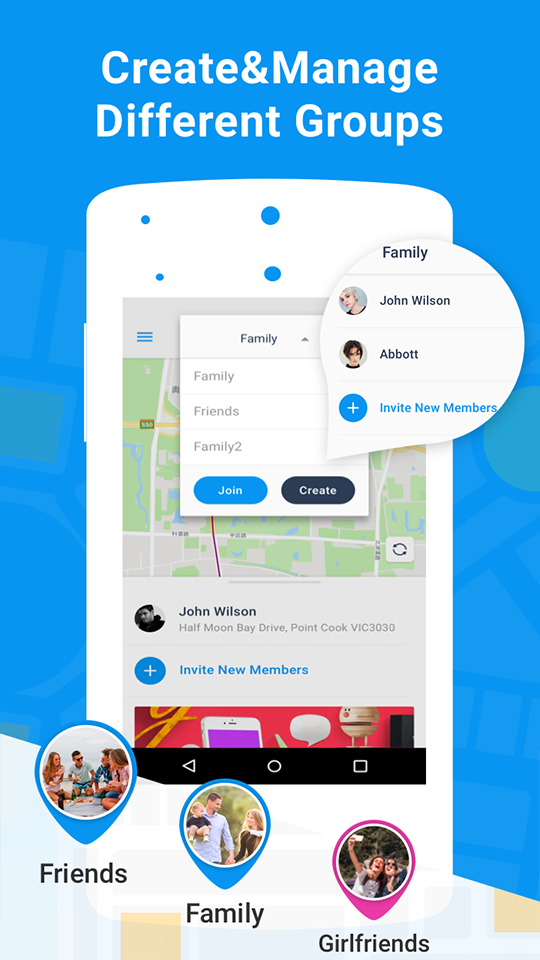 Create&Manage
Different Groups
Family
John Wilson
Abbott
Invite New Members
Family
Family
Friends
Family2
Join
Create
S50
John Wilson
Half Moon Bay Drive, Point Cook VIC3030
Invite New Members
Friends
Family
Girlfriends